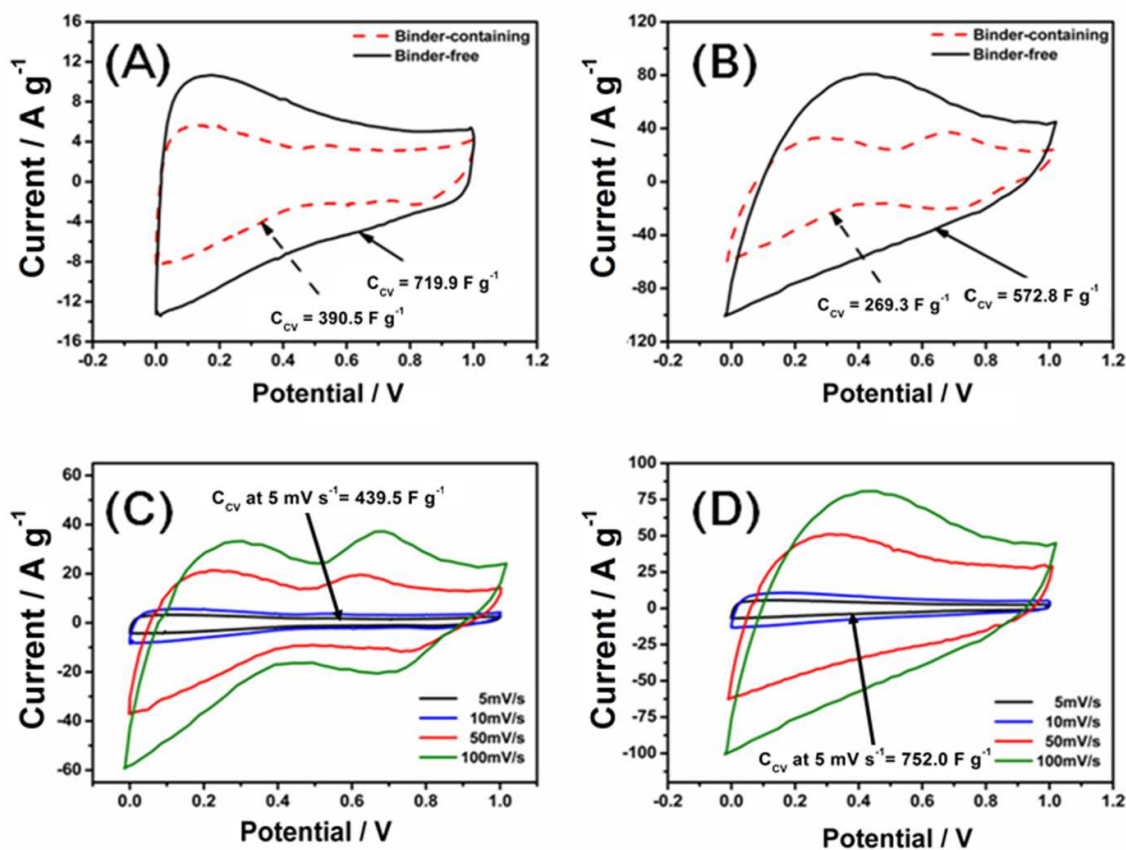 (A)
Binder-containing
Binder-free
C_CV = 719.9 F g⁻¹
C_CV = 390.5 F g⁻¹
16
12
8
4
0
-4
-8
-12
-16
-0.2 0.0 0.2 0.4 0.6 0.8 1.0 1.2
Current / A g⁻¹
Potential / V
(B)
Binder-containing
Binder-free
C_CV = 269.3 F g⁻¹
C_CV = 572.8 F g⁻¹
120
80
40
0
-40
-80
-120
-0.2 0.0 0.2 0.4 0.6 0.8 1.0 1.2
Current / A g⁻¹
Potential / V
(C)
C_CV at 5 mV s⁻¹= 439.5 F g⁻¹
5mV/s
10mV/s
50mV/s
100mV/s
60
40
20
0
-20
-40
-60
0.0 0.2 0.4 0.6 0.8 1.0
Current / A g⁻¹
Potential / V
(D)
5mV/s
10mV/s
50mV/s
100mV/s
C_CV at 5 mV s⁻¹= 752.0 F g⁻¹
100
75
50
25
0
-25
-50
-75
-100
-0.2 0.0 0.2 0.4 0.6 0.8 1.0 1.2
Current / A g⁻¹
Potential / V